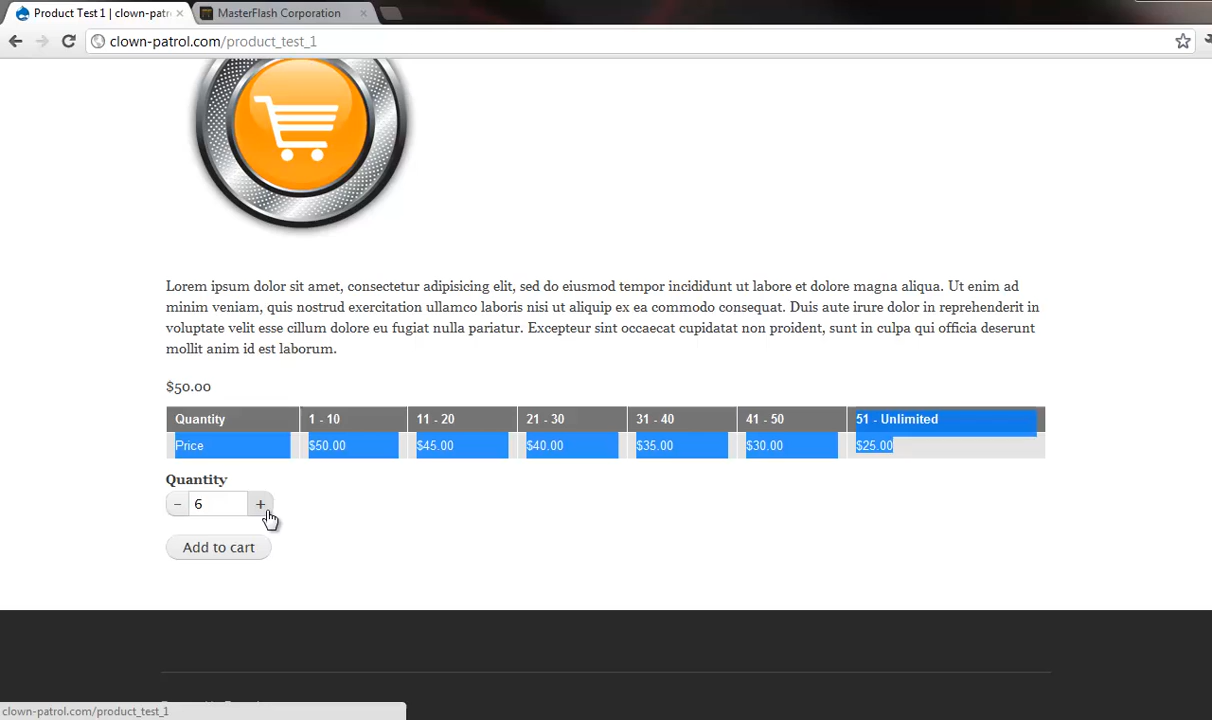 Product Test 1 | clown-patr
MasterFlash Corporation
clown-patrol.com/product_test_1
Lorem ipsum dolor sit amet, consectetur adipisicing elit, sed do eiusmod tempor incididunt ut labore et dolore magna aliqua. Ut enim ad
minim veniam, quis nostrud exercitation ullamco laboris nisi ut aliquip ex ea commodo consequat. Duis aute irure dolor in reprehenderit in
voluptate velit esse cillum dolore eu fugiat nulla pariatur. Excepteur sint occaecat cupidatat non proident, sunt in culpa qui officia deserunt
mollit anim id est laborum.
$50.00
Quantity 1 - 10 11 - 20 21 - 30 31 - 40 41 - 50 51 - Unlimited
Price $50.00 $45.00 $40.00 $35.00 $30.00 $25.00
Quantity
- 6 +
Add to cart
clown-patrol.com/product_test_1